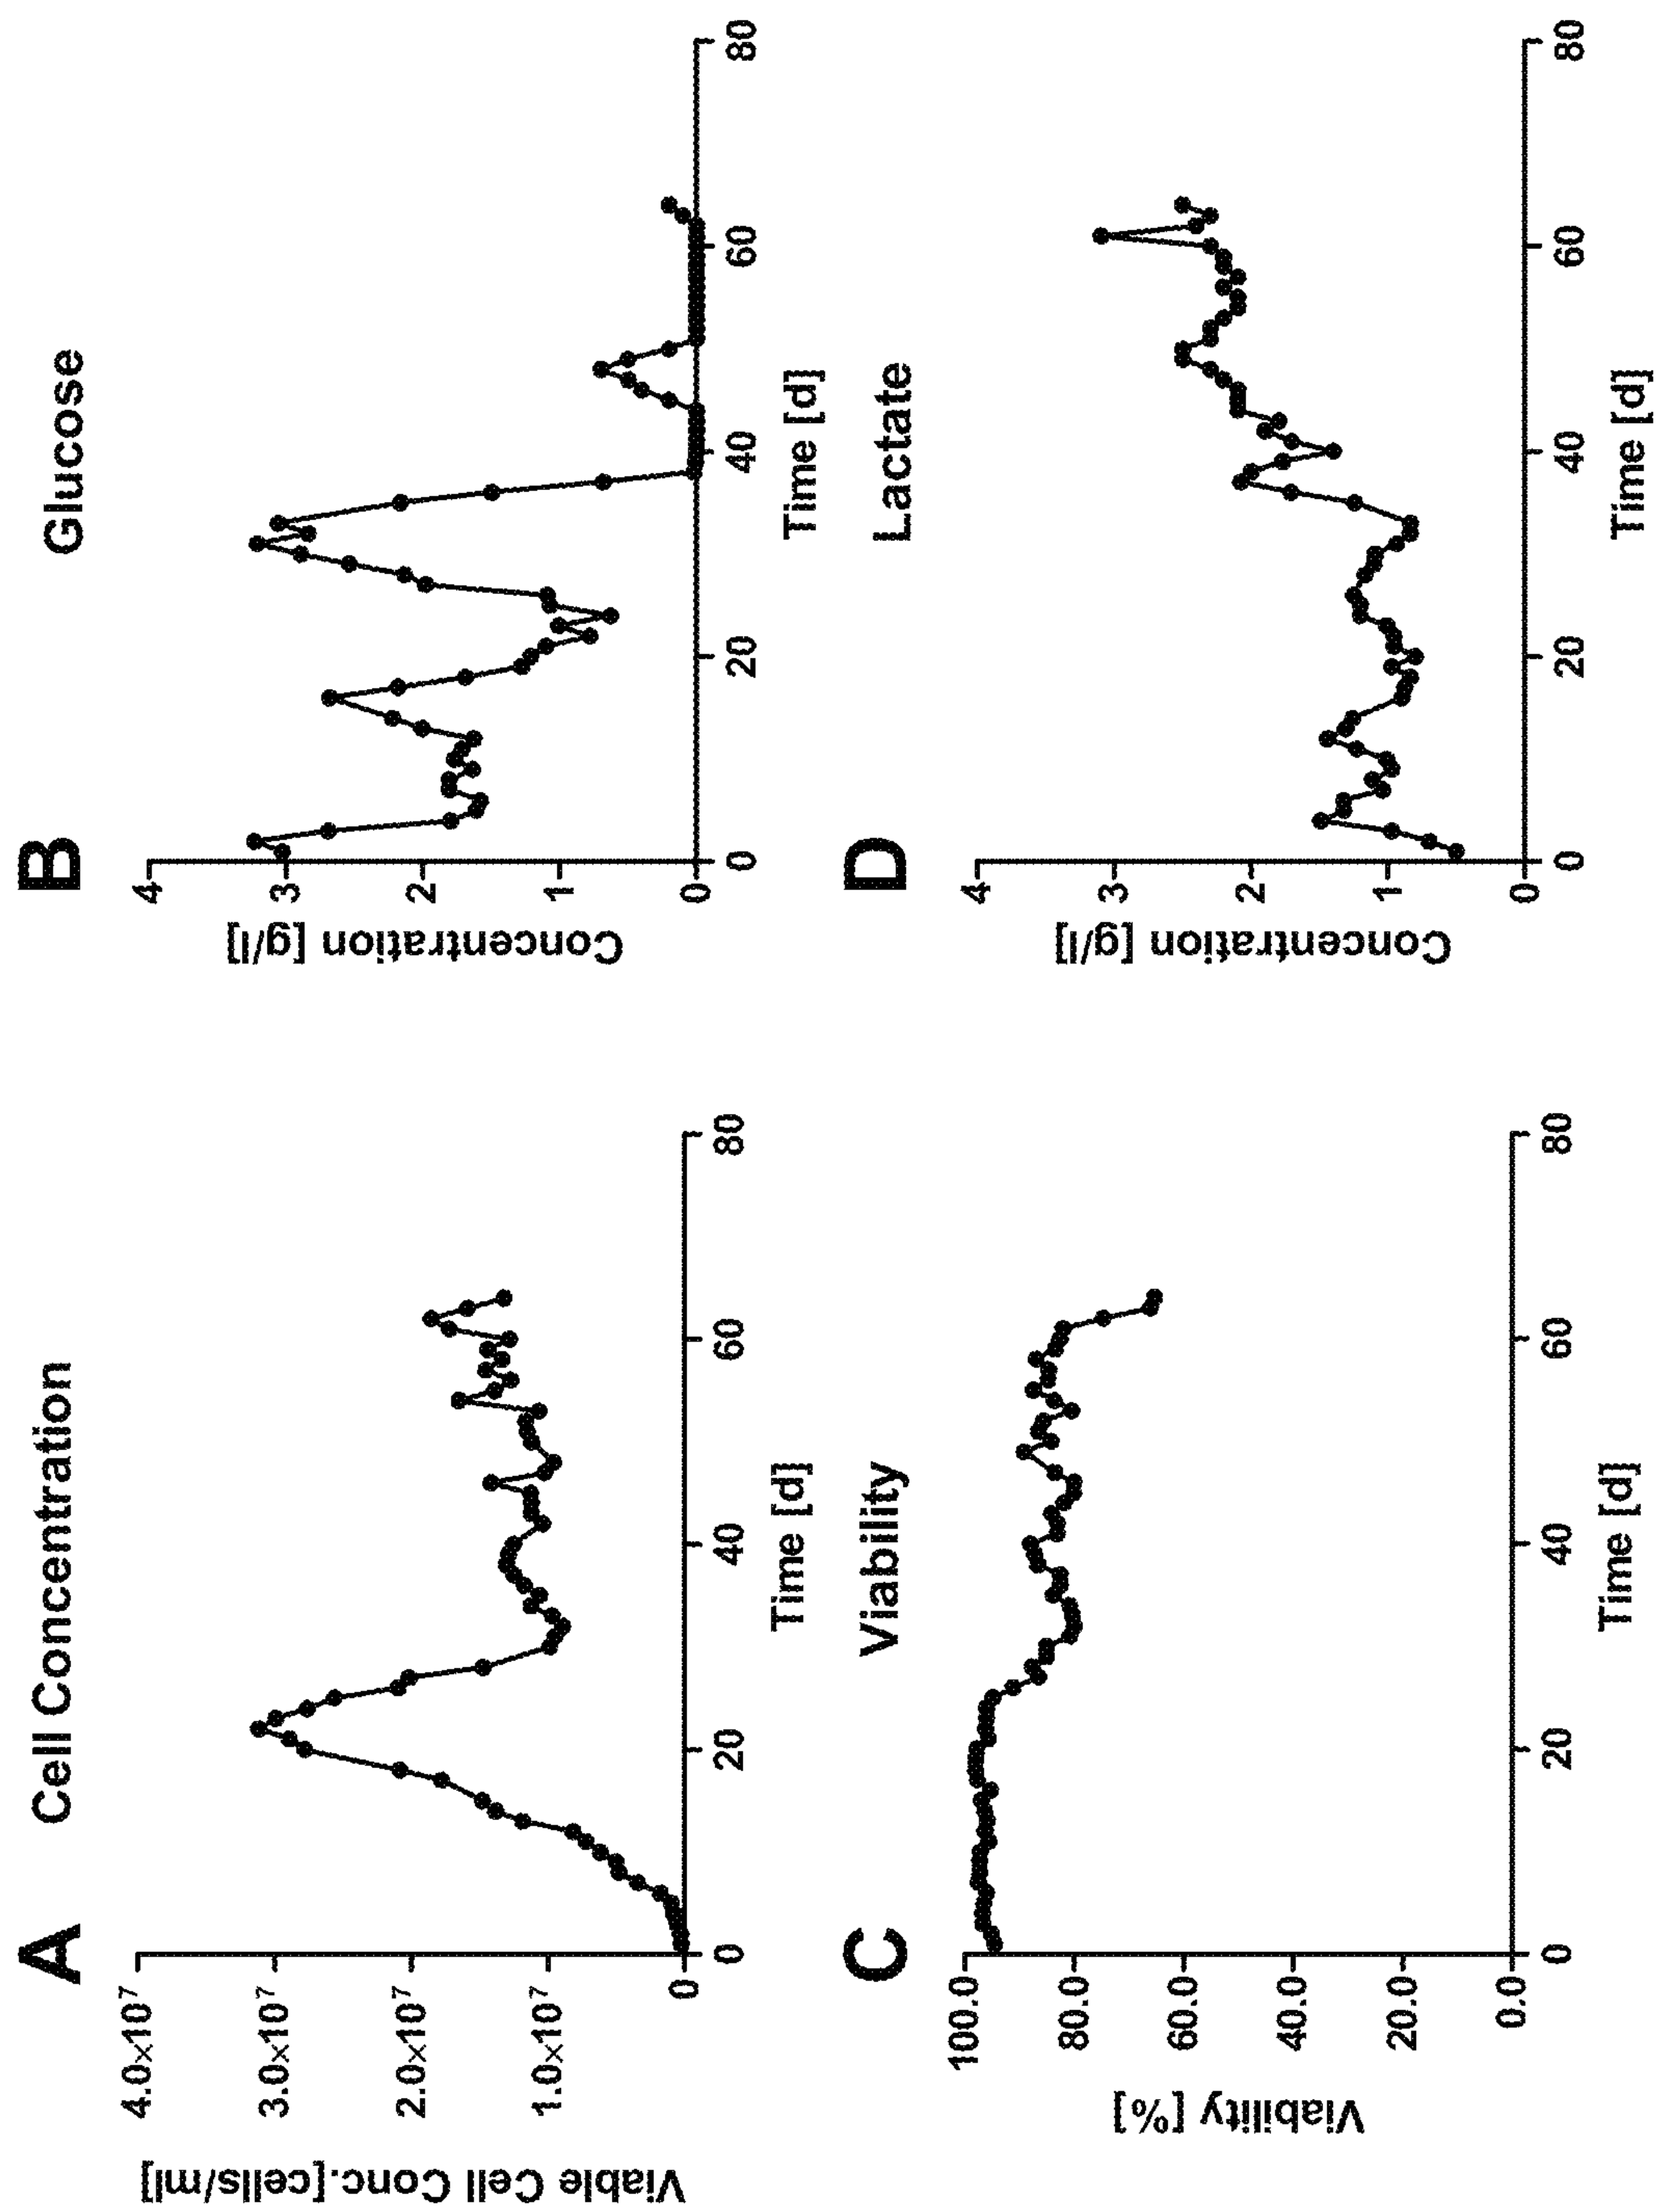 A Cell Concentration
Viable Cell Conc.[cells/ml]
4.0×10⁷
3.0×10⁷
2.0×10⁷
1.0×10⁷
0
0 20 40 60 80
Time [d]
B Glucose
Concentration [g/l]
4
3
2
1
0
0 20 40 60 80
Time [d]
C Viability
Viability [%]
100.0
80.0
60.0
40.0
20.0
0.0
0 20 40 60 80
Time [d]
D Lactate
Concentration [g/l]
4
3
2
1
0
0 20 40 60 80
Time [d]